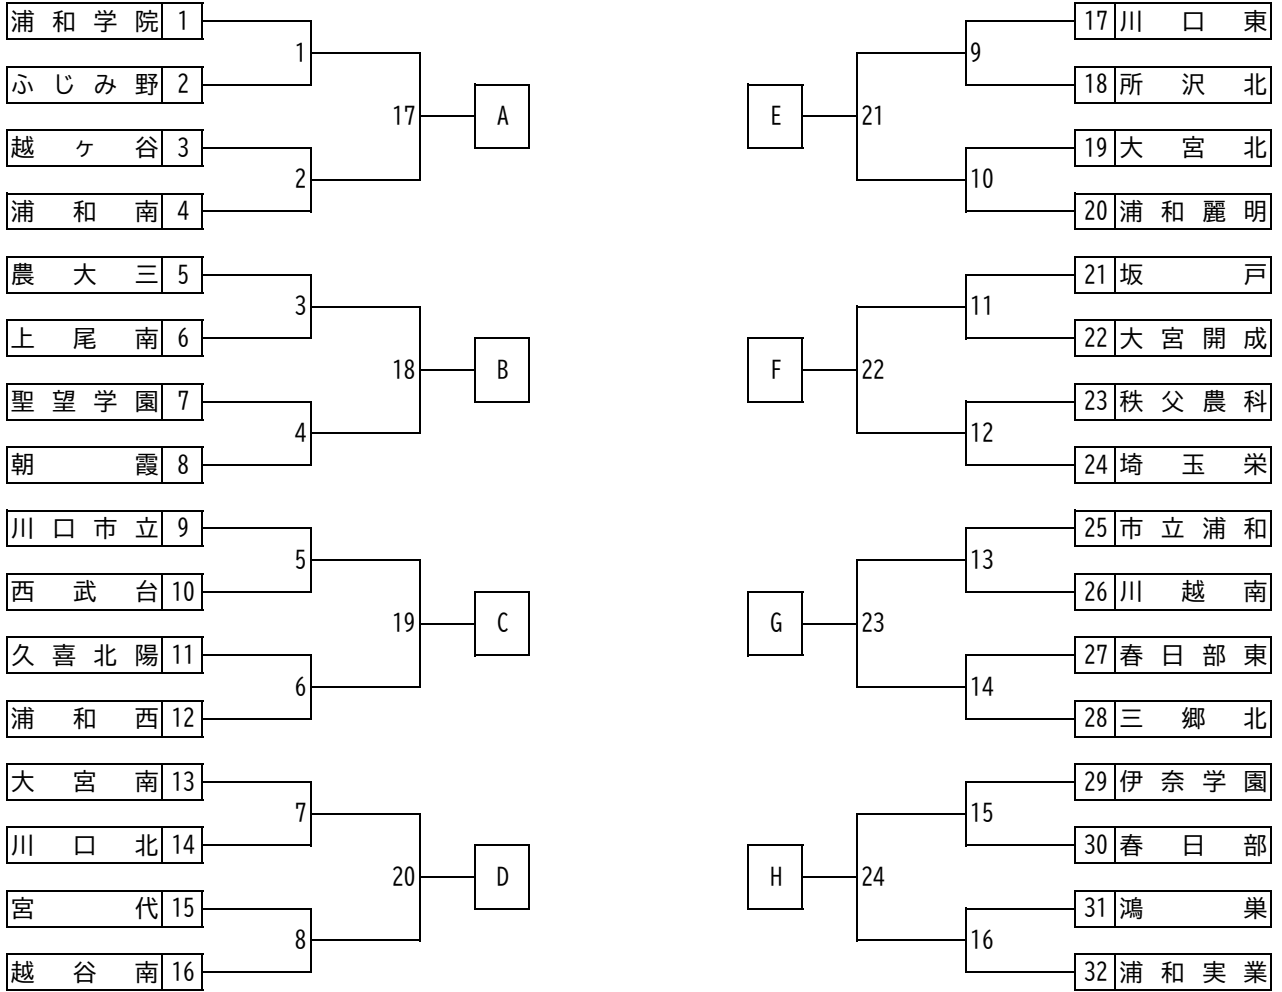 浦和学院 1
1
ふじみ野 2
17 A
越ヶ谷 3
2
浦和南 4
農大三 5
3
上尾南 6
18 B
聖望学園 7
4
朝霞 8
川口市立 9
5
西武台 10
19 C
久喜北陽 11
6
浦和西 12
大宮南 13
7
川口北 14
20 D
宮代 15
8
越谷南 16
17 川口東
9
18 所沢北
E 21
19 大宮北
10
20 浦和麗明
21 坂戸
11
22 大宮開成
F 22
23 秩父農科
12
24 埼玉栄
25 市立浦和
13
26 川越南
G 23
27 春日部東
14
28 三郷北
29 伊奈学園
15
30 春日部
H 24
31 鴻巣
16
32 浦和実業